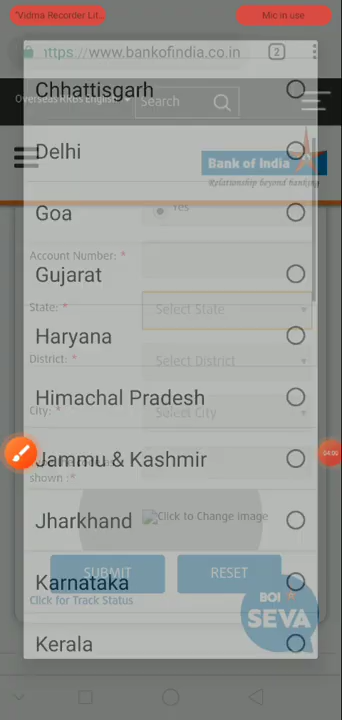 "Vidma Recorder Lit...
Mic in use
https://www.bankofindia.co.in
2
Chhattisgarh
Overseas RRBs English
Search
Delhi
Bank of India
Relationship beyond banking
Goa
Yes
Account Number: *
Gujarat
State: *
Select State
Haryana
District: *
Select District
Himachal Pradesh
City: *
Select City
Jammu & Kashmir
04:06
shown :*
Jharkhand
Click to Change image
Karnataka
SUBMIT
RESET
Click for Track Status
BOI
SEVA
Kerala